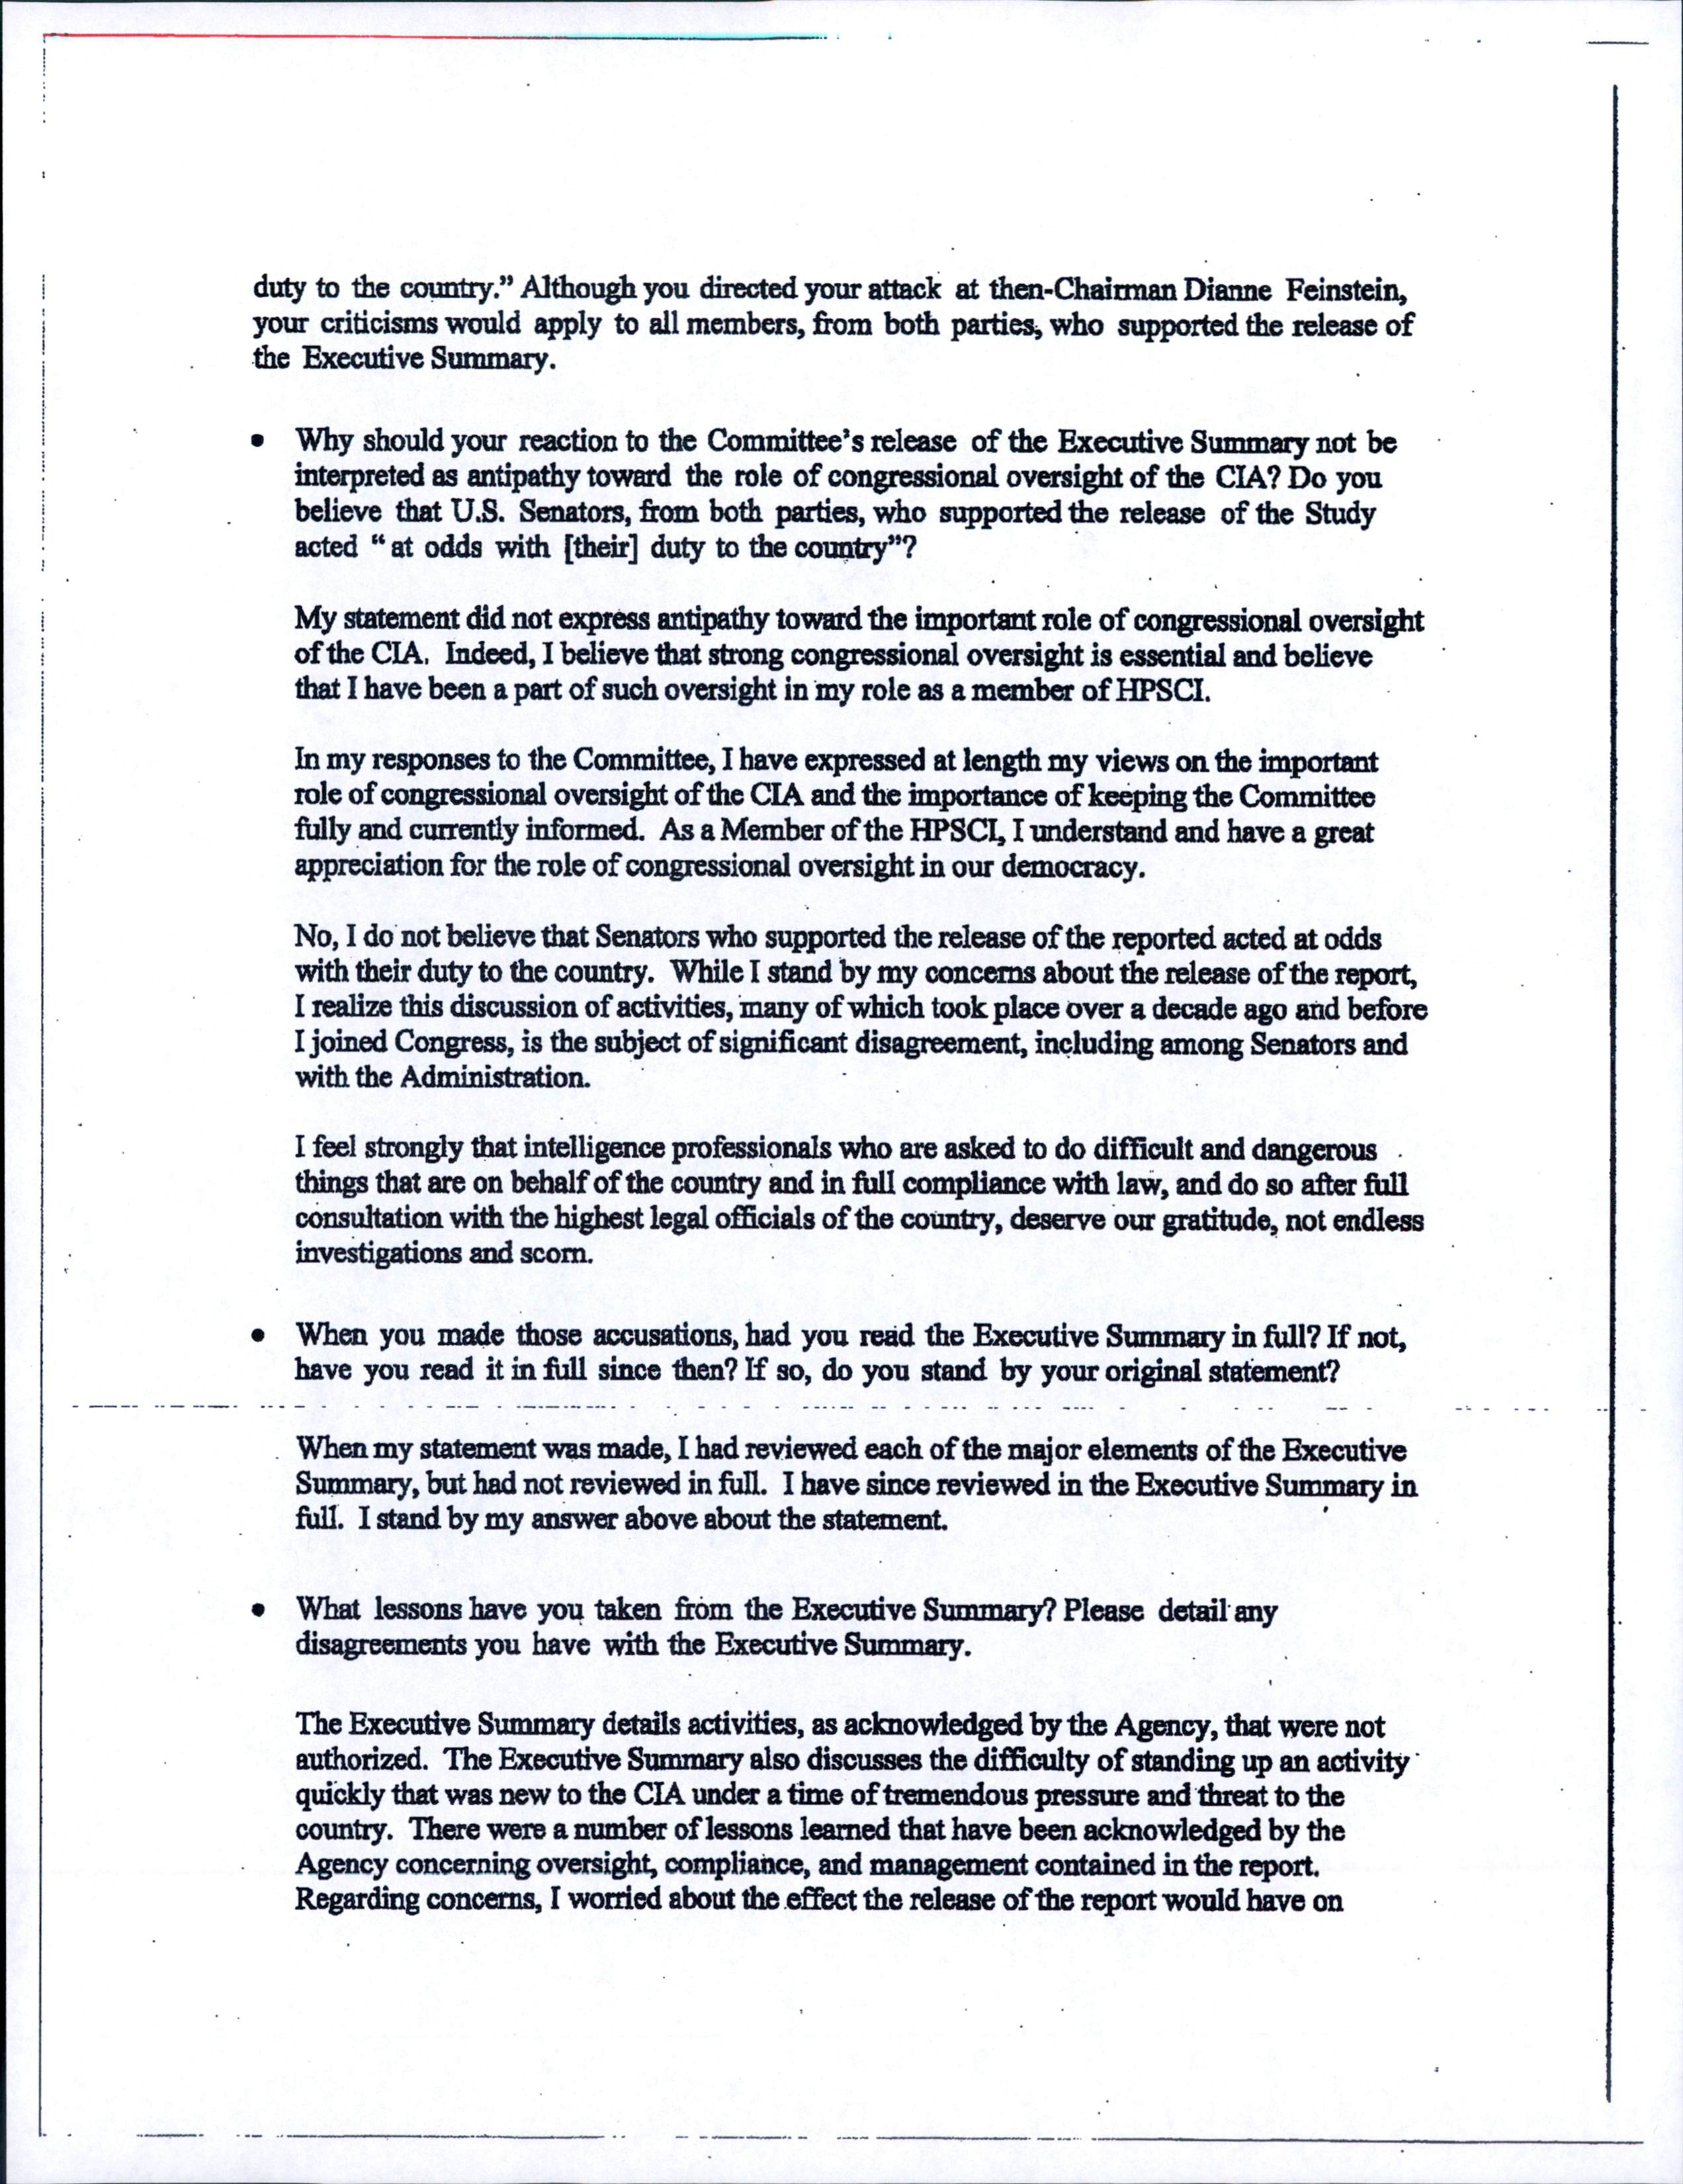 duty to the country.” Although you directed your attack at then-Chairman Dianne Feinstein,
your criticisms would apply to all members, from both parties, who supported the release of
the Executive Summary.
• Why should your reaction to the Committee’s release of the Executive Summary not be
interpreted as antipathy toward the role of congressional oversight of the CIA? Do you
believe that U.S. Senators, from both parties, who supported the release of the Study
acted “ at odds with [their] duty to the country”?
My statement did not express antipathy toward the important role of congressional oversight
of the CIA. Indeed, I believe that strong congressional oversight is essential and believe
that I have been a part of such oversight in my role as a member of HPSCI.
In my responses to the Committee, I have expressed at length my views on the important
role of congressional oversight of the CIA and the importance of keeping the Committee
fully and currently informed. As a Member of the HPSCI, I understand and have a great
appreciation for the role of congressional oversight in our democracy.
No, I do not believe that Senators who supported the release of the reported acted at odds
with their duty to the country. While I stand by my concerns about the release of the report,
I realize this discussion of activities, many of which took place over a decade ago and before
I joined Congress, is the subject of significant disagreement, including among Senators and
with the Administration.
I feel strongly that intelligence professionals who are asked to do difficult and dangerous
things that are on behalf of the country and in full compliance with law, and do so after full
consultation with the highest legal officials of the country, deserve our gratitude, not endless
investigations and scorn.
• When you made those accusations, had you read the Executive Summary in full? If not,
have you read it in full since then? If so, do you stand by your original statement?
When my statement was made, I had reviewed each of the major elements of the Executive
Summary, but had not reviewed in full. I have since reviewed in the Executive Summary in
full. I stand by my answer above about the statement.
• What lessons have you taken from the Executive Summary? Please detail any
disagreements you have with the Executive Summary.
The Executive Summary details activities, as acknowledged by the Agency, that were not
authorized. The Executive Summary also discusses the difficulty of standing up an activity
quickly that was new to the CIA under a time of tremendous pressure and threat to the
country. There were a number of lessons learned that have been acknowledged by the
Agency concerning oversight, compliance, and management contained in the report.
Regarding concerns, I worried about the effect the release of the report would have on